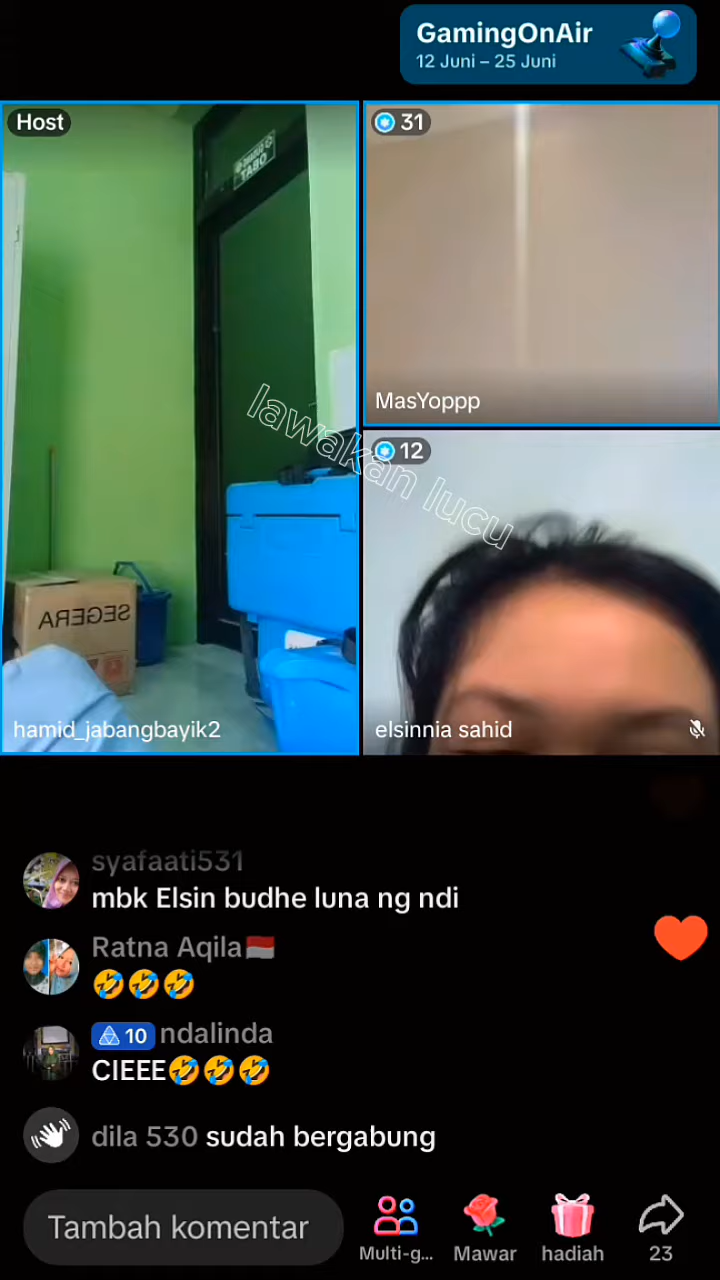 GamingOnAir
12 Juni – 25 Juni
Host
31
OBAT
SEGERA
hamid_jabangbayik2
MasYoppp
12
lawakan lucu
elsinnia sahid
syafaati531
mbk Elsin budhe luna ng ndi
Ratna Aqila🇮🇩
🤣🤣🤣
10 ndalinda
CIEEE🤣🤣🤣
dila 530 sudah bergabung
Tambah komentar
Multi-g...
Mawar
hadiah
23